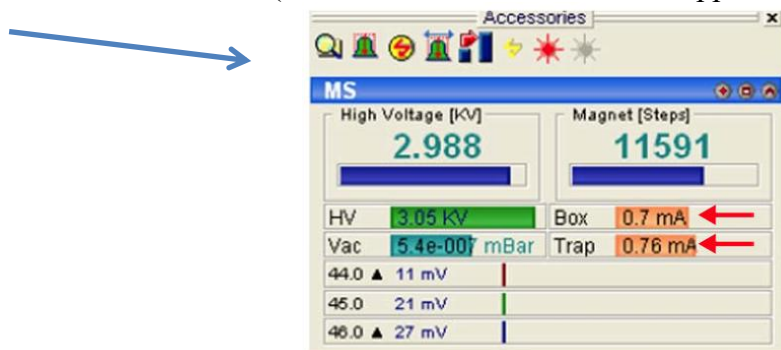 Accessories x
MS
High Voltage [KV] Magnet [Steps]
2.988 11591
HV 3.05 KV Box 0.7 mA
Vac 5.4e-007 mBar Trap 0.76 mA
44.0 ▲ 11 mV
45.0 21 mV
46.0 ▲ 27 mV